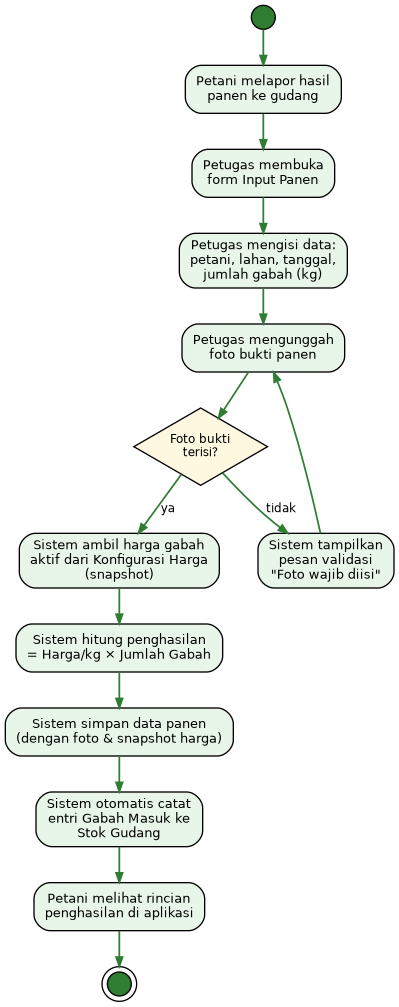 Petani melapor hasil
panen ke gudang
Petugas membuka
form Input Panen
Petugas mengisi data:
petani, lahan, tanggal,
jumlah gabah (kg)
Petugas mengunggah
foto bukti panen
Foto bukti
terisi?
ya
tidak
Sistem ambil harga gabah
aktif dari Konfigurasi Harga
(snapshot)
Sistem tampilkan
pesan validasi
"Foto wajib diisi"
Sistem hitung penghasilan
= Harga/kg × Jumlah Gabah
Sistem simpan data panen
(dengan foto & snapshot harga)
Sistem otomatis catat
entri Gabah Masuk ke
Stok Gudang
Petani melihat rincian
penghasilan di aplikasi